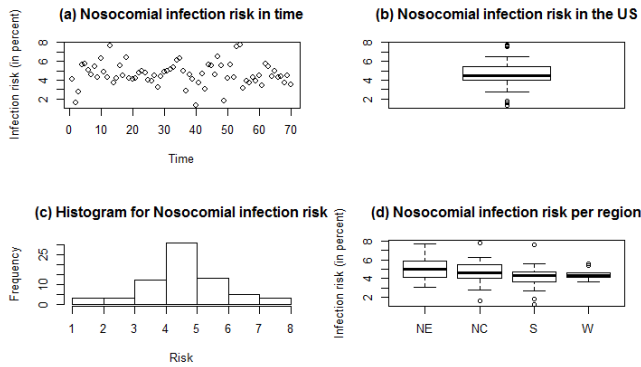 (a) Nosocomial infection risk in time
Infection risk (in percent)
8
6
4
2
0 10 20 30 40 50 60 70
Time
(b) Nosocomial infection risk in the US
8
6
4
2
(c) Histogram for Nosocomial infection risk
Frequency
25
0
1 2 3 4 5 6 7 8
Risk
(d) Nosocomial infection risk per region
Infection risk (in percent)
8
6
4
2
NE NC S W